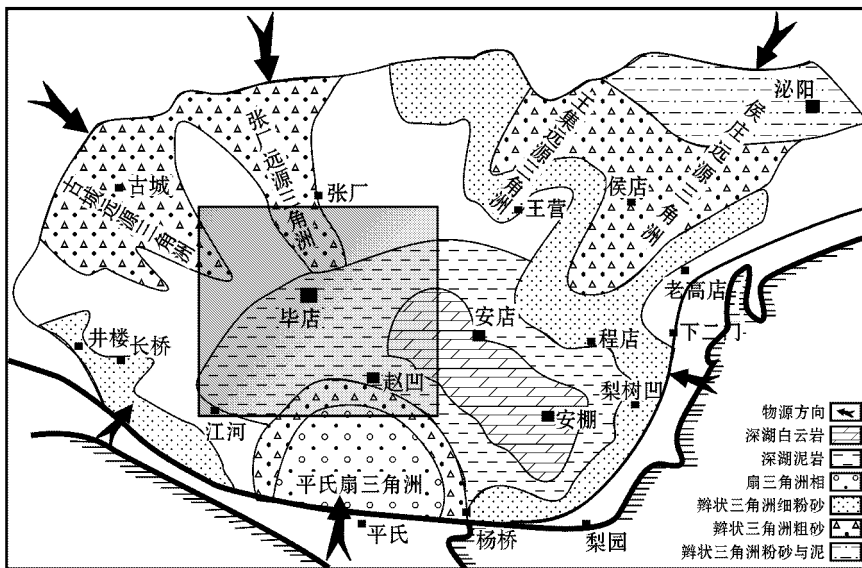 泌阳
张厂远源三角洲
王集远源三角洲
侯庄远源三角洲
古城
古城远源三角洲
张厂
侯店
王营
老高店
毕店
安店
程店
下二门
井楼
长桥
赵凹
梨树凹
江河
安棚
平氏扇三角洲
平氏
杨桥
梨园
物源方向
深湖白云岩
深湖泥岩
扇三角洲相
辫状三角洲细粉砂
辫状三角洲粗砂
辫状三角洲粉砂与泥